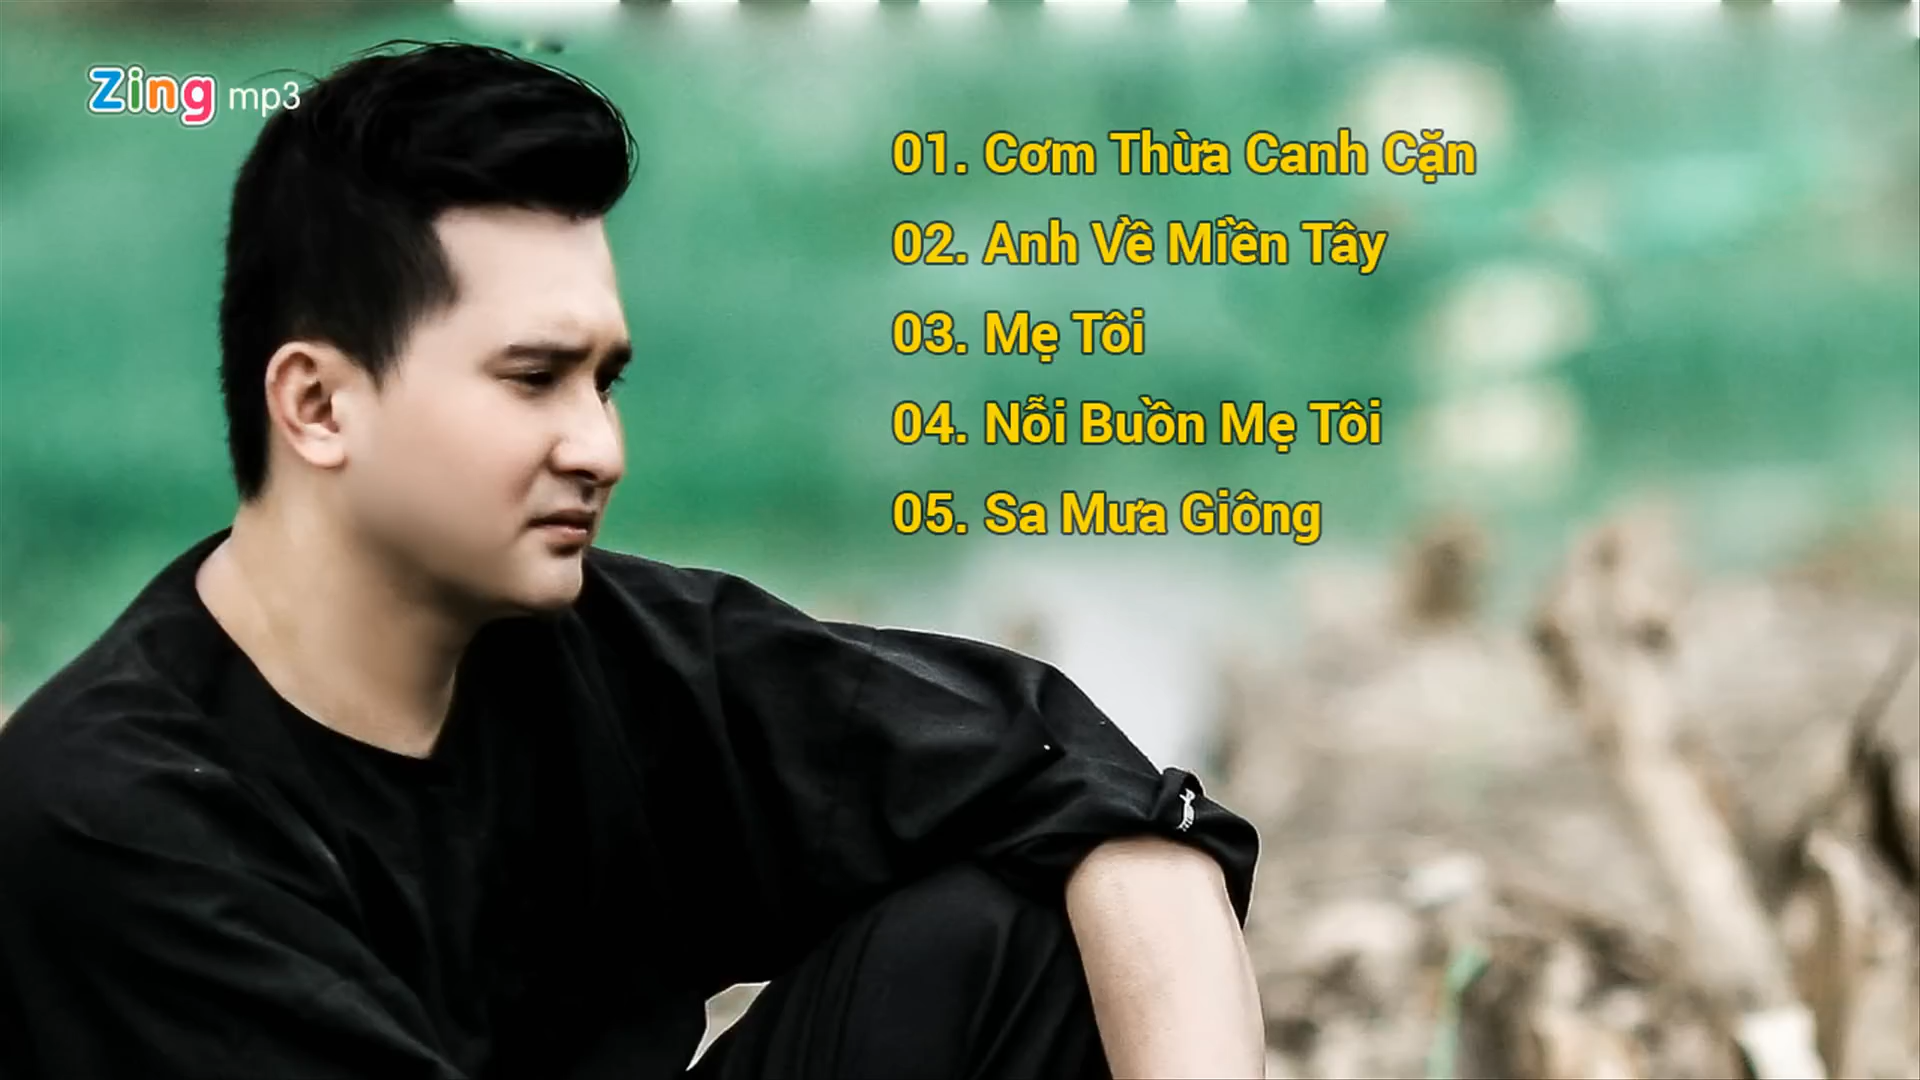 Zing mp3
01. Cơm Thừa Canh Cặn
02. Anh Về Miền Tây
03. Mẹ Tôi
04. Nỗi Buồn Mẹ Tôi
05. Sa Mưa Giông